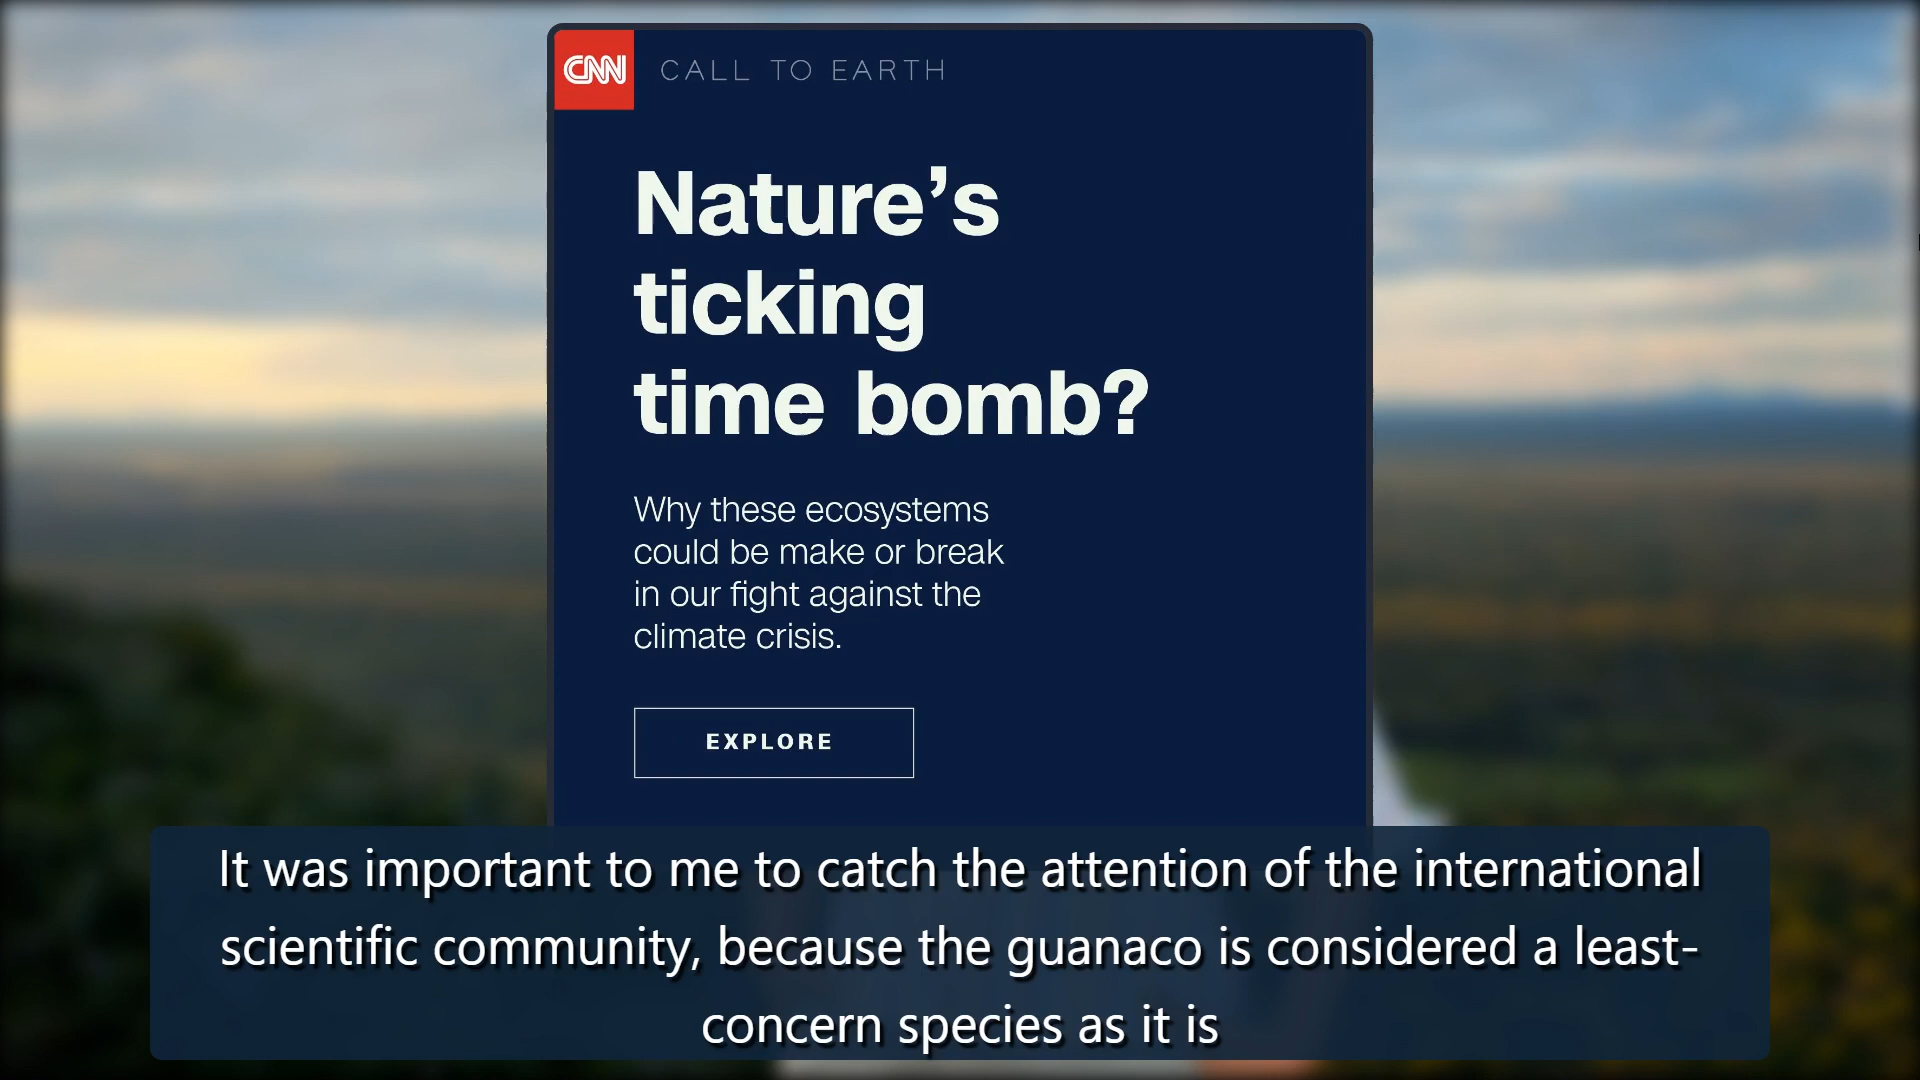 CNN CALL TO EARTH
Nature’s
ticking
time bomb?
Why these ecosystems
could be make or break
in our fight against the
climate crisis.
EXPLORE
It was important to me to catch the attention of the international
scientific community, because the guanaco is considered a least-
concern species as it is